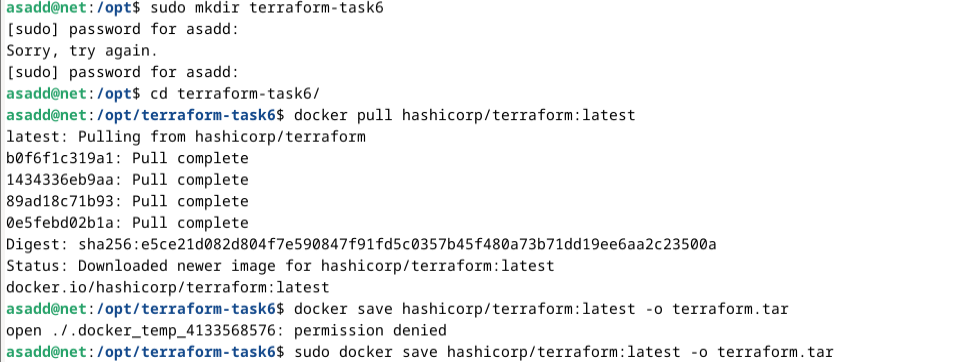 asadd@net:/opt$ sudo mkdir terraform-task6
[sudo] password for asadd:
Sorry, try again.
[sudo] password for asadd:
asadd@net:/opt$ cd terraform-task6/
asadd@net:/opt/terraform-task6$ docker pull hashicorp/terraform:latest
latest: Pulling from hashicorp/terraform
b0f6f1c319a1: Pull complete
1434336eb9aa: Pull complete
89ad18c71b93: Pull complete
0e5febd02b1a: Pull complete
Digest: sha256:e5ce21d082d804f7e590847f91fd5c0357b45f480a73b71dd19ee6aa2c23500a
Status: Downloaded newer image for hashicorp/terraform:latest
docker.io/hashicorp/terraform:latest
asadd@net:/opt/terraform-task6$ docker save hashicorp/terraform:latest -o terraform.tar
open ./.docker_temp_4133568576: permission denied
asadd@net:/opt/terraform-task6$ sudo docker save hashicorp/terraform:latest -o terraform.tar